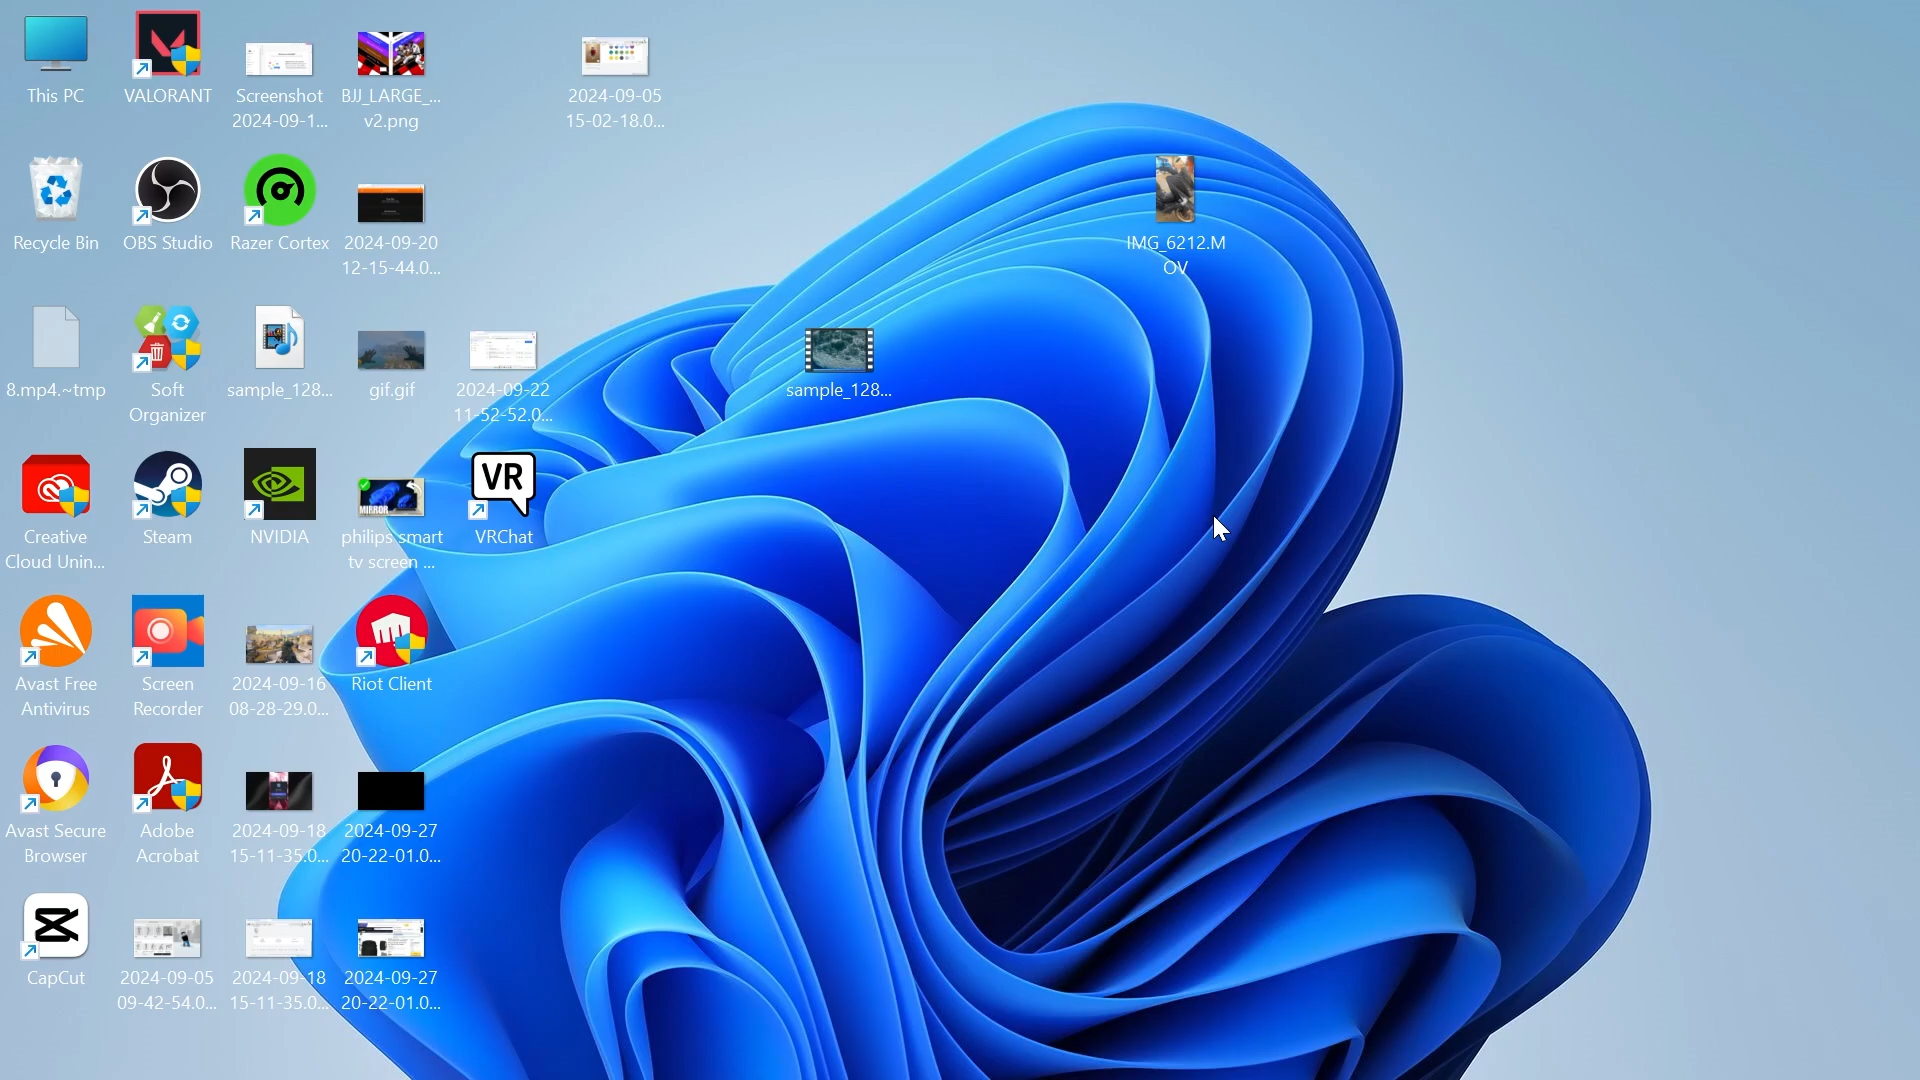 This PC
VALORANT
Screenshot
2024-09-1...
BJJ_LARGE_...
v2.png
2024-09-05
15-02-18.0...
Recycle Bin
OBS Studio
Razer Cortex
2024-09-20
12-15-44.0...
IMG_6212.M
OV
8.mp4.~tmp
Soft
Organizer
sample_128...
gif.gif
2024-09-22
11-52-52.0...
sample_128...
Creative
Cloud Unin...
Steam
NVIDIA
MIRROR
philips smart
tv screen ...
VR
VRChat
Avast Free
Antivirus
Screen
Recorder
2024-09-16
08-28-29.0...
Riot Client
Avast Secure
Browser
Adobe
Acrobat
2024-09-18
15-11-35.0...
2024-09-27
20-22-01.0...
CapCut
2024-09-05
09-42-54.0...
2024-09-18
15-11-35.0...
2024-09-27
20-22-01.0...